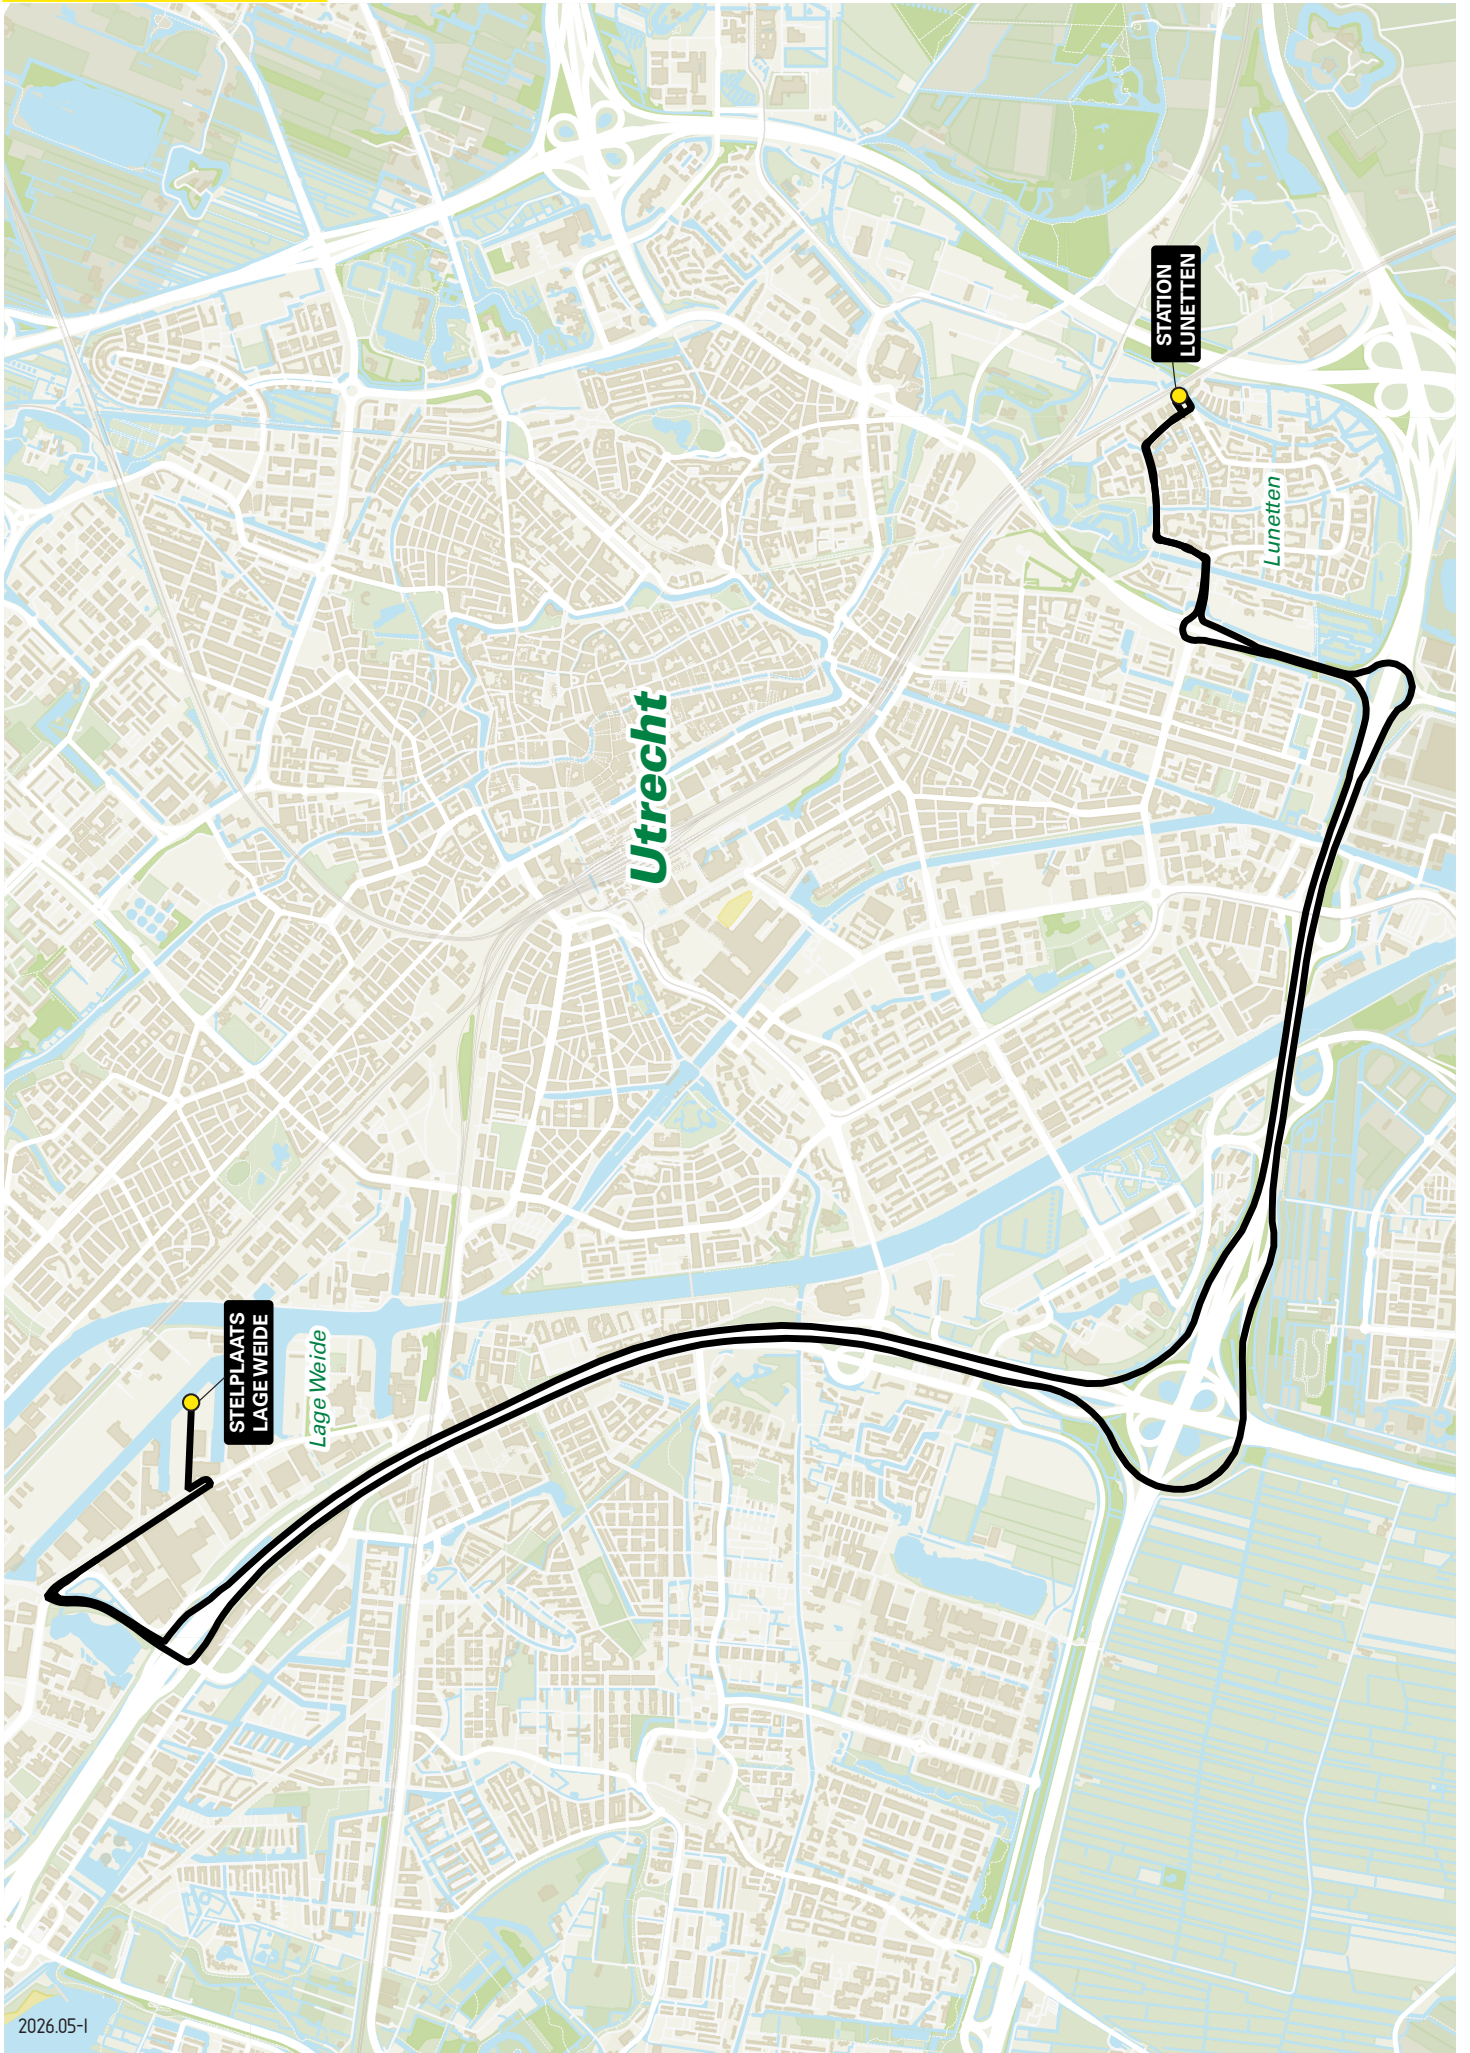 STATION
LUNETTEN
Lunetten
Utrecht
STELPLAATS
LAGE WEIDE
Lage Weide
2026.05-I